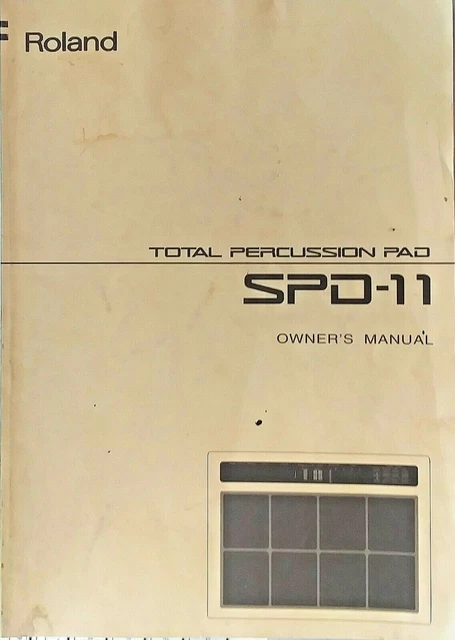 Roland
TOTAL PERCUSSION PAD
SPD-11
OWNER'S MANUAL